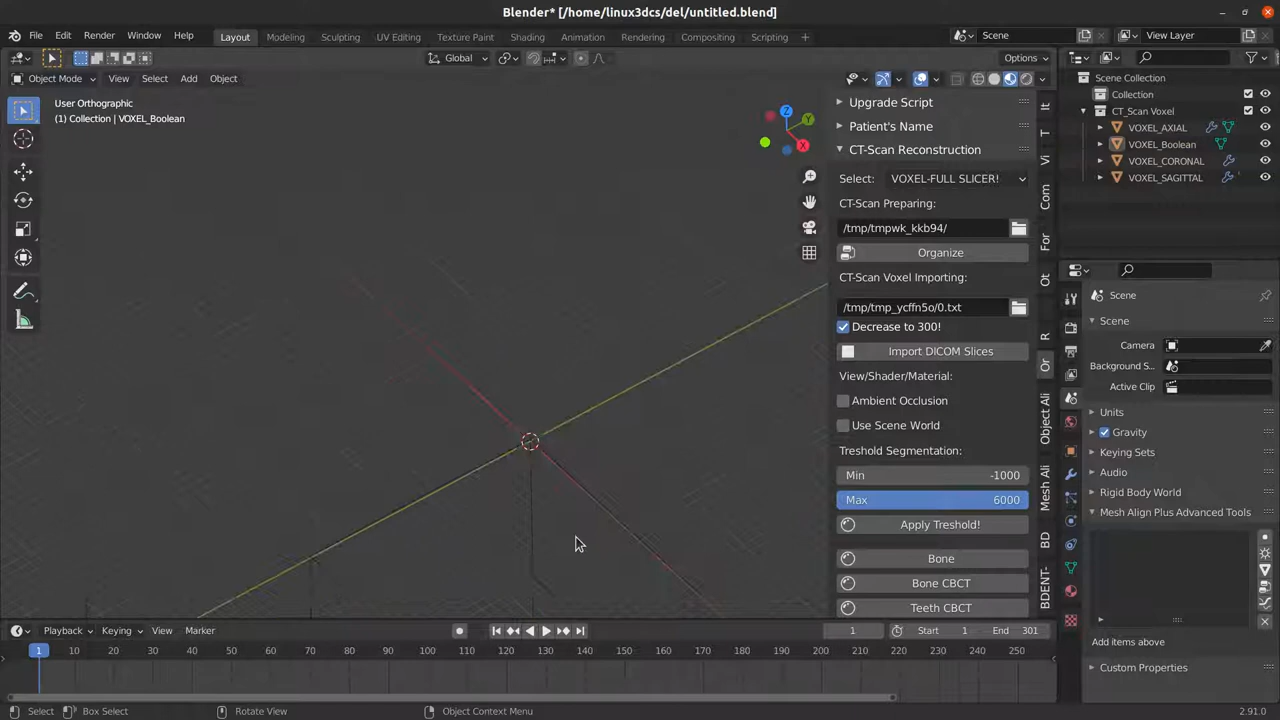 Blender* [/home/linux3dcs/del/untitled.blend]
File Edit Render Window Help Layout Modeling Sculpting UV Editing Texture Paint Shading Animation Rendering Compositing Scripting Scene View Layer
Global Options
Object Mode View Select Add Object
User Orthographic
(1) Collection | VOXEL_Boolean
Z
Y
X
Upgrade Script
Patient's Name
CT-Scan Reconstruction
Select: VOXEL-FULL SLICER!
CT-Scan Preparing:
/tmp/tmpwk_kkb94/
Organize
CT-Scan Voxel Importing:
/tmp/tmp_ycffn5o/0.txt
Decrease to 300!
Import DICOM Slices
View/Shader/Material:
Ambient Occlusion
Use Scene World
Treshold Segmentation:
Min -1000
Max 6000
Apply Treshold!
Bone
Bone CBCT
Teeth CBCT
It
T
Vi
Com
For
Ot
R
Or
Object Ali
Mesh Ali
BD
BDENT-
Scene Collection
Collection
CT_Scan Voxel
VOXEL_AXIAL
VOXEL_Boolean
VOXEL_CORONAL
VOXEL_SAGITTAL
Scene
Scene
Camera
Background S...
Active Clip
Units
Gravity
Keying Sets
Audio
Rigid Body World
Mesh Align Plus Advanced Tools
Add items above
Custom Properties
Playback Keying View Marker 1 Start 1 End 301
1 10 20 30 40 50 60 70 80 90 100 110 120 130 140 150 160 170 180 190 200 210 220 230 240 250
Select Box Select Rotate View Object Context Menu 2.91.0